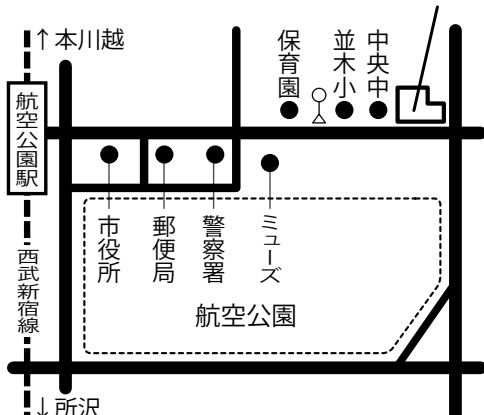 ↑本川越
航空公園駅
西武新宿線
↓所沢
保育園
並木小
中央中
市役所
郵便局
警察署
ミューズ
航空公園